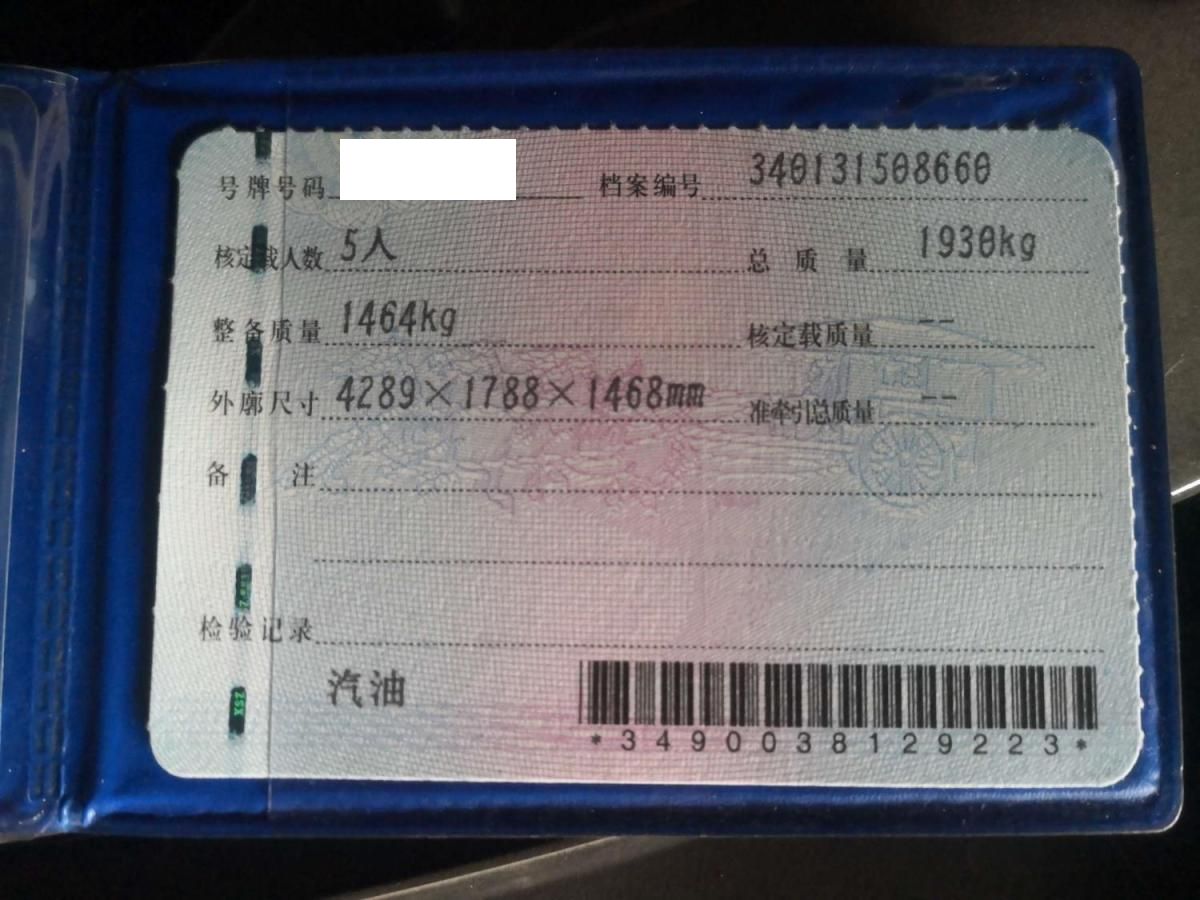 号牌号码 档案编号 340131508660
核定载人数 5人 总质量 1930kg
整备质量 1464kg 核定载质量 --
外廓尺寸 4289×1788×1468mm 准牵引总质量 --
备注
检验记录
汽油
*3490038129223*